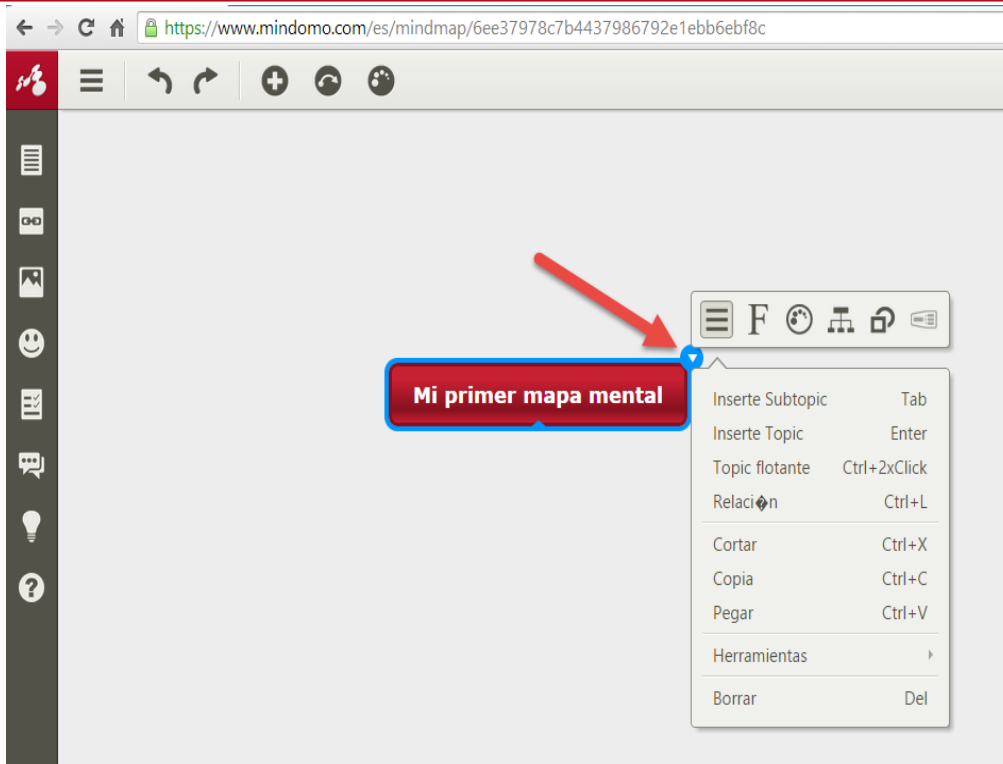 https://www.mindomo.com/es/mindmap/6ee37978c7b4437986792e1ebb6ebf8c
F
Mi primer mapa mental
Inserte Subtopic Tab
Inserte Topic Enter
Topic flotante Ctrl+2xClick
Relaci�n Ctrl+L
Cortar Ctrl+X
Copia Ctrl+C
Pegar Ctrl+V
Herramientas
Borrar Del